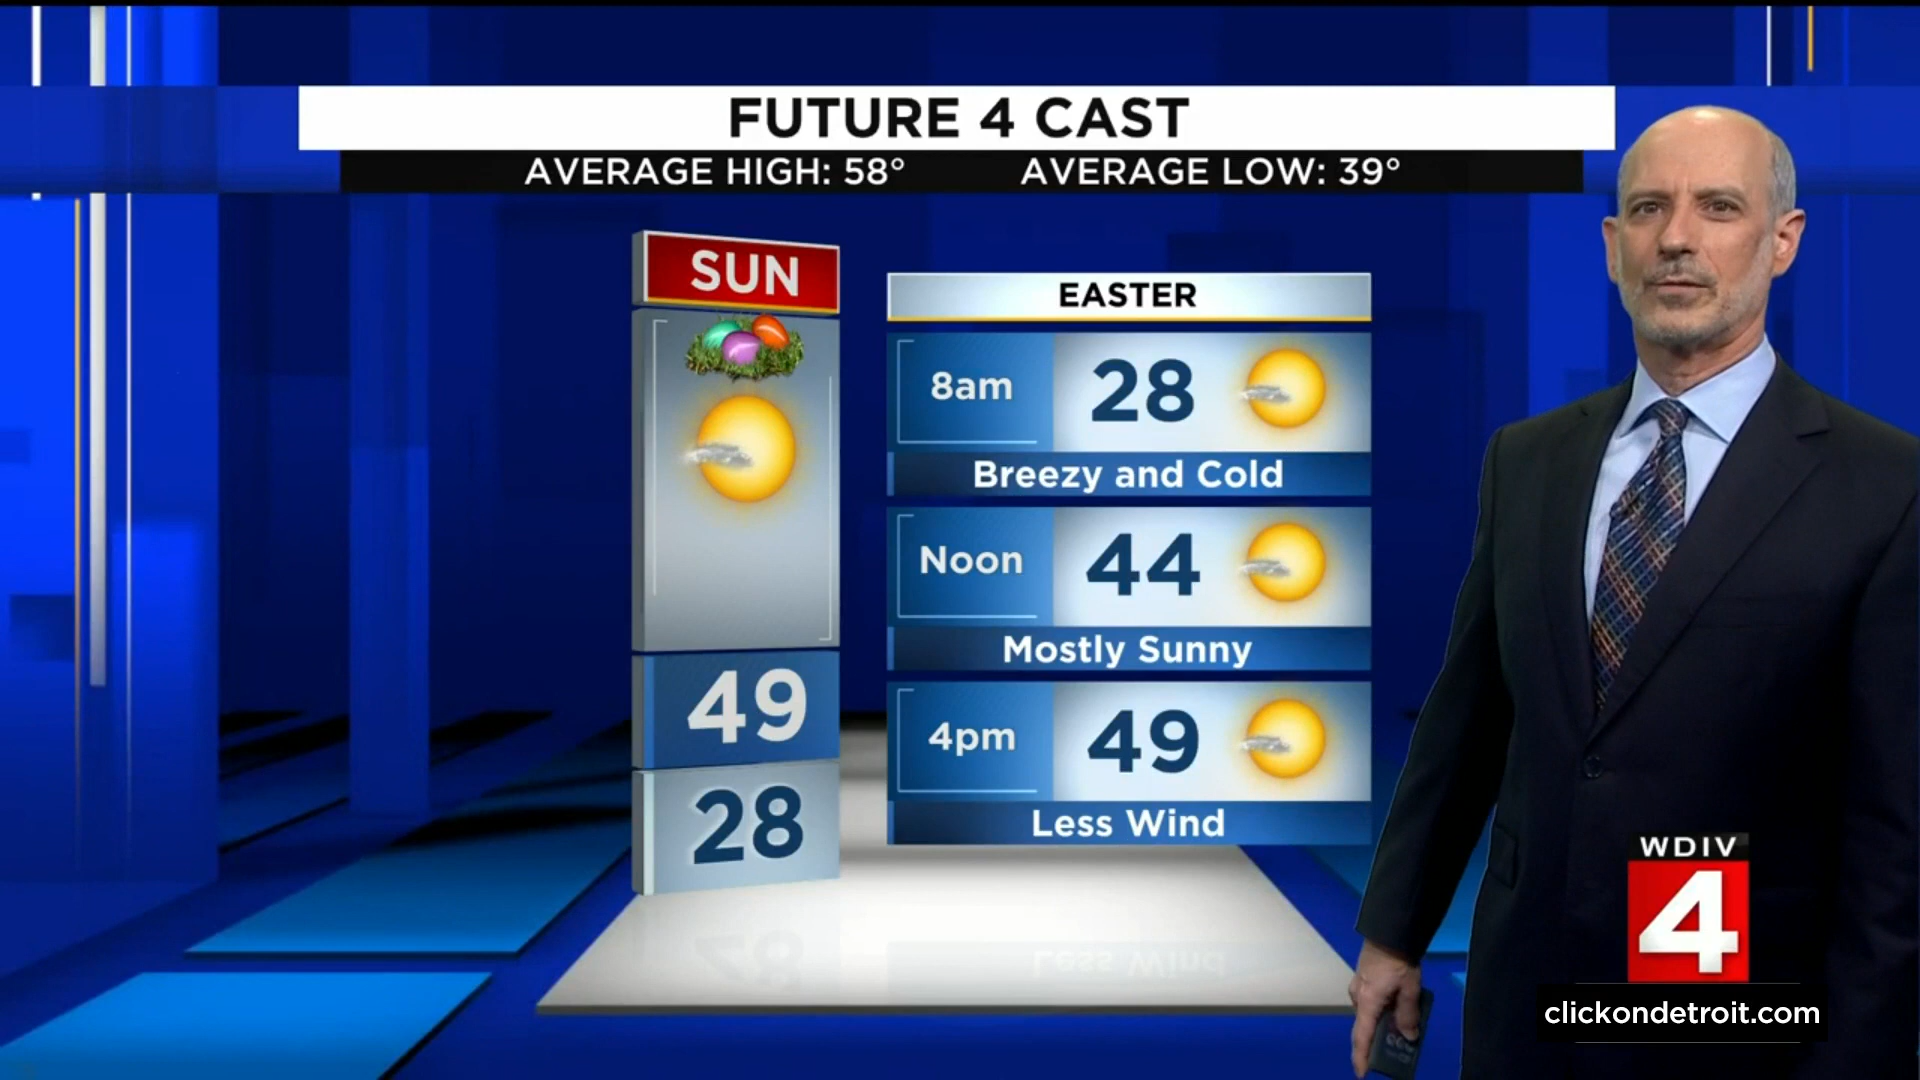 FUTURE 4 CAST
AVERAGE HIGH: 58° AVERAGE LOW: 39°
SUN
49
28
EASTER
8am 28
Breezy and Cold
Noon 44
Mostly Sunny
4pm 49
Less Wind
WDIV
4
clickondetroit.com